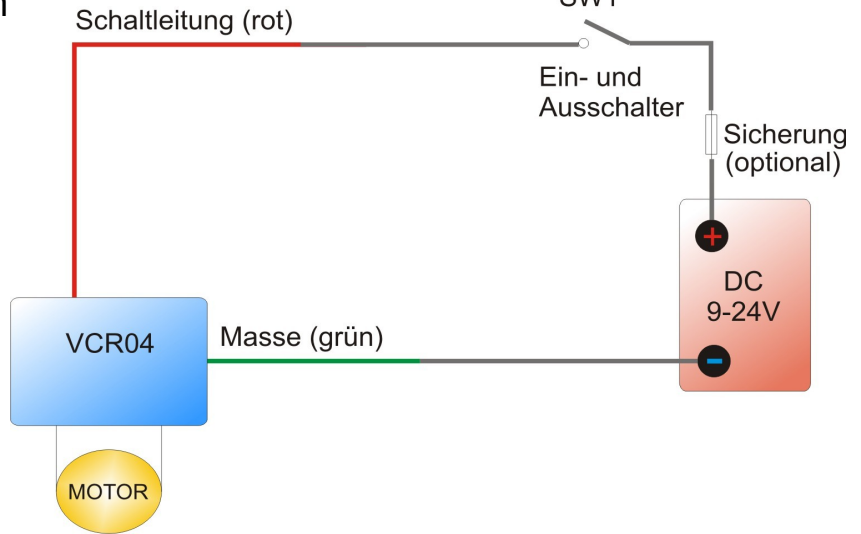 Schaltleitung (rot)
Ein- und
Ausschalter
Sicherung
(optional)
+
DC
9-24V
VCR04
Masse (grün)
-
MOTOR